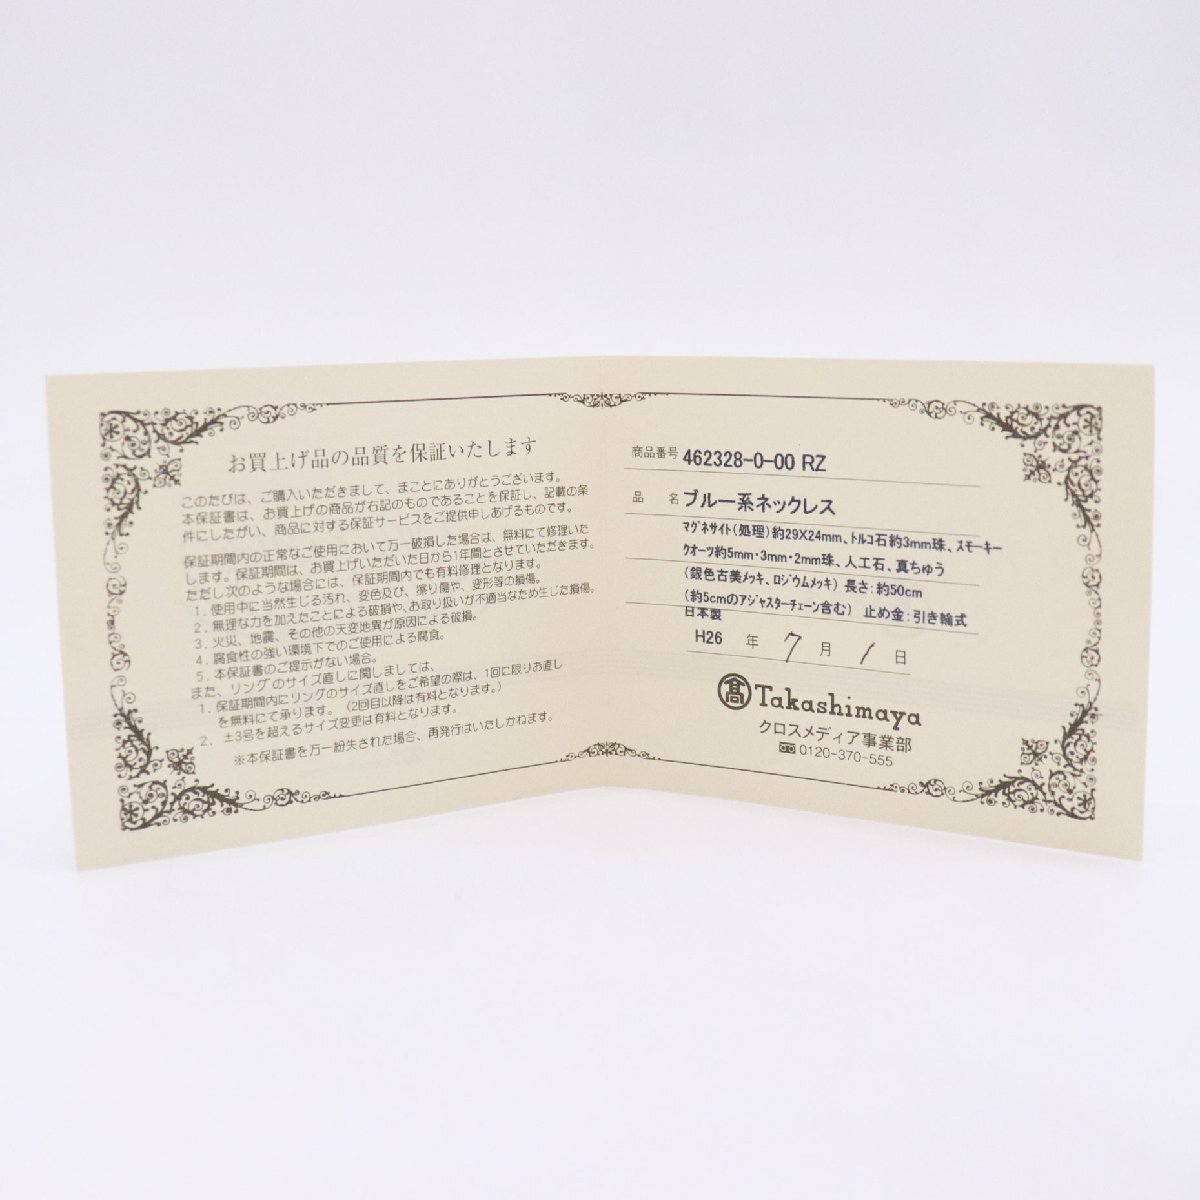 お買上げ品の品質を保証いたします
このたびは、ご購入いただきまして、まことにありがとうございます。
本保証書は、お買上げの商品が右記のものであることを保証し、記載の条
件にしたがい、商品に対する保証サービスをご提供申しあげるものです。
保証期間内の正常なご使用において万一破損した場合は、無料にて修理いた
します。保証期間は、お買上げいただいた日から1年間とさせていただきます。
ただし次のような場合には、保証期間内でも有料修理となります。
1. 使用中に当然生じる汚れ、変色及び、擦り傷や、変形等の損傷。
2. 無理な力を加えたことによる破損や、お取り扱いが不適当なため生じた損傷。
3. 火災、地震、その他の天変地異が原因による破損。
4. 腐食性の強い環境下でのご使用による腐食。
5. 本保証書のご提示がない場合。
また、リングのサイズ直しに関しましては、
1. 保証期間内にリングのサイズ直しをご希望の際は、1回に限りお直し
を無料にて承ります。(2回目以降は有料となります。)
2. ±3号を超えるサイズ変更は有料となります。
※本保証書を万一紛失された場合、再発行はいたしかねます。
商品番号 462328-0-00 RZ
品 名 ブルー系ネックレス
マグネサイト(処理)約29X24mm、トルコ石約3mm珠、スモーキー
クオーツ約5mm・3mm・2mm珠、人工石、真ちゅう
(銀色古美メッキ、ロジウムメッキ) 長さ:約50cm
(約5cmのアジャスターチェーン含む) 止め金:引き輪式
日本製
H26 年 7 月 1 日
髙 Takashimaya
クロスメディア事業部
0120-370-555